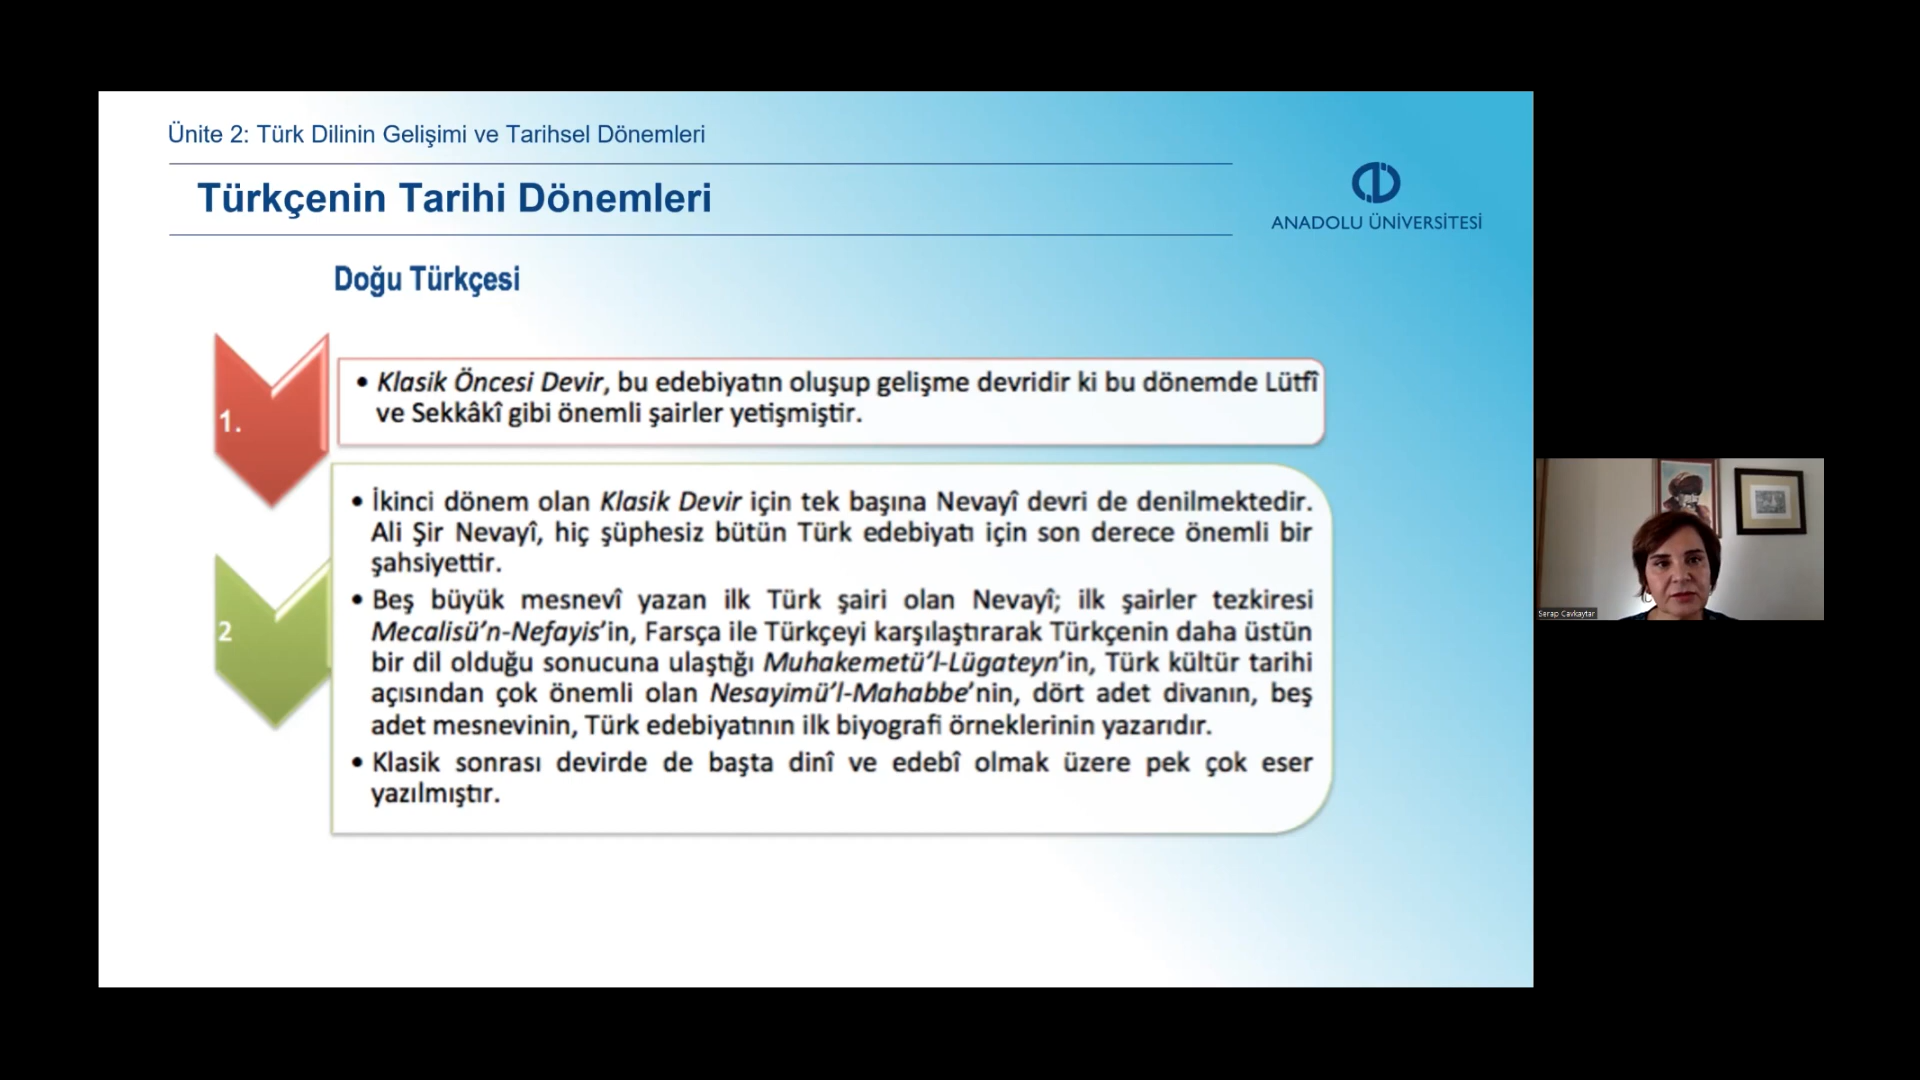 Ünite 2: Türk Dilinin Gelişimi ve Tarihsel Dönemleri
Türkçenin Tarihi Dönemleri
ANADOLU ÜNİVERSİTESİ
Doğu Türkçesi
1.
• Klasik Öncesi Devir, bu edebiyatın oluşup gelişme devridir ki bu dönemde Lütfî
ve Sekkâkî gibi önemli şairler yetişmiştir.
2
• İkinci dönem olan Klasik Devir için tek başına Nevayî devri de denilmektedir.
Ali Şir Nevayî, hiç şüphesiz bütün Türk edebiyatı için son derece önemli bir
şahsiyettir.
• Beş büyük mesnevî yazan ilk Türk şairi olan Nevayî; ilk şairler tezkiresi
Mecalisü’n-Nefayis’in, Farsça ile Türkçeyi karşılaştırarak Türkçenin daha üstün
bir dil olduğu sonucuna ulaştığı Muhakemetü’l-Lügateyn’in, Türk kültür tarihi
açısından çok önemli olan Nesayimü’l-Mahabbe’nin, dört adet divanın, beş
adet mesnevinin, Türk edebiyatının ilk biyografi örneklerinin yazarıdır.
• Klasik sonrası devirde de başta dinî ve edebî olmak üzere pek çok eser
yazılmıştır.
Serap Cavkaytar